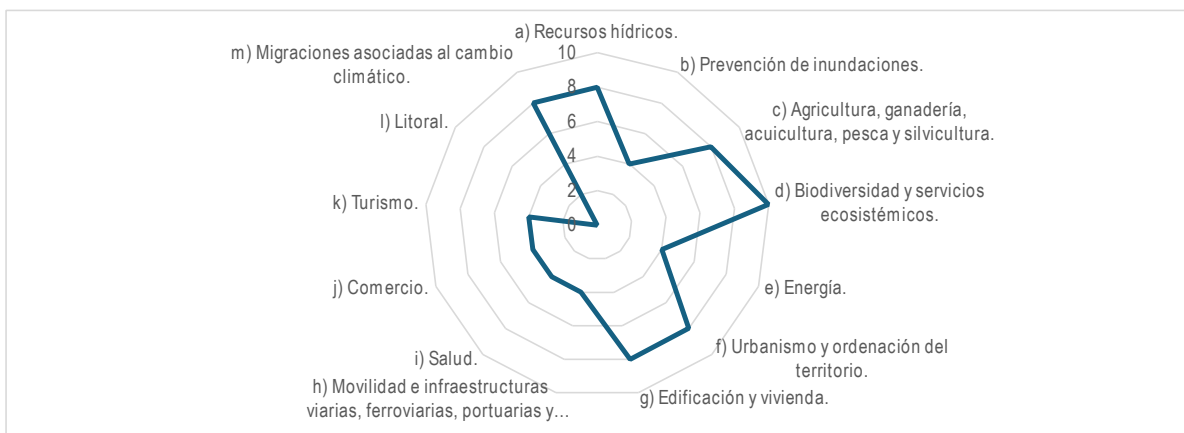 a) Recursos hídricos.
b) Prevención de inundaciones.
c) Agricultura, ganadería,
acuicultura, pesca y silvicultura.
d) Biodiversidad y servicios
ecosistémicos.
e) Energía.
f) Urbanismo y ordenación del
territorio.
g) Edificación y vivienda.
h) Movilidad e infraestructuras
viarias, ferroviarias, portuarias y…
i) Salud.
j) Comercio.
k) Turismo.
l) Litoral.
m) Migraciones asociadas al cambio
climático.
10
8
6
4
2
0